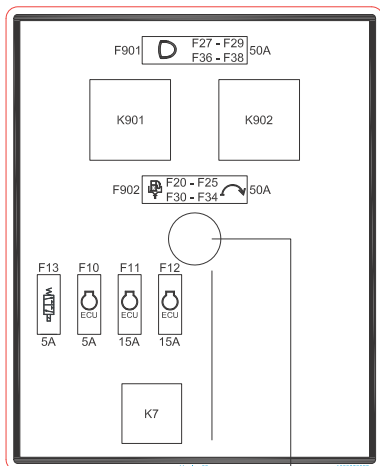 F901 F27 - F29 50A
F36 - F38
K901 K902
F902 F20 - F25 50A
F30 - F34
F13 F10 F11 F12
ECU ECU ECU
5A 5A 15A 15A
K7